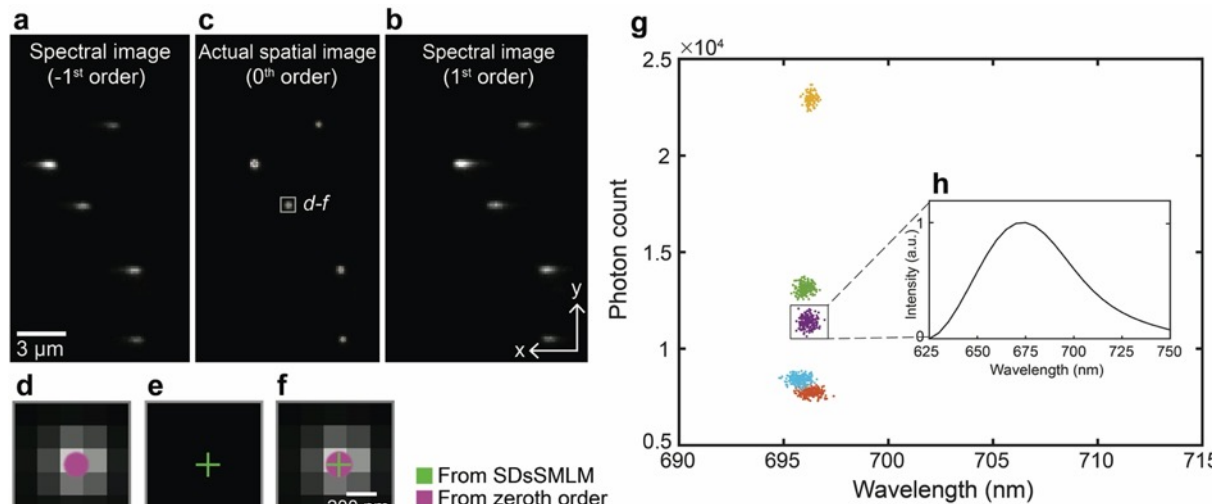 a
Spectral image
(-1st order)
c
Actual spatial image
(0th order)
b
Spectral image
(1st order)
d-f
3 µm
y
x
d
e
f
From SDsSMLM
From zeroth order
g
×10⁴
2.5
2
1.5
1
0.5
Photon count
690
695
700
705
710
Wavelength (nm)
h
Intensity (a.u.)
1
0
625
650
675
700
725
750
Wavelength (nm)